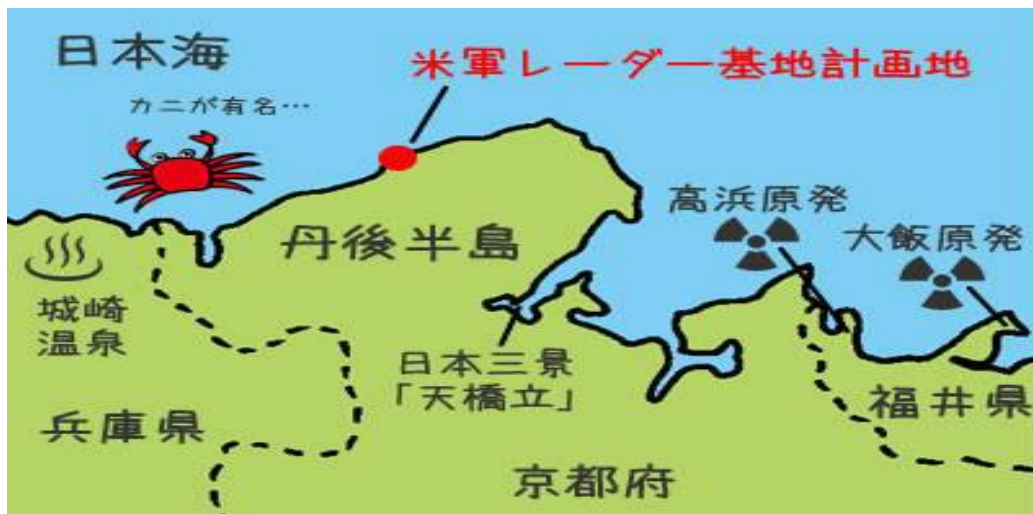 日本海
米軍レーダー基地計画地
カニが有名…
高浜原発
大飯原発
丹後半島
城崎
温泉
日本三景
「天橋立」
福井県
兵庫県
京都府